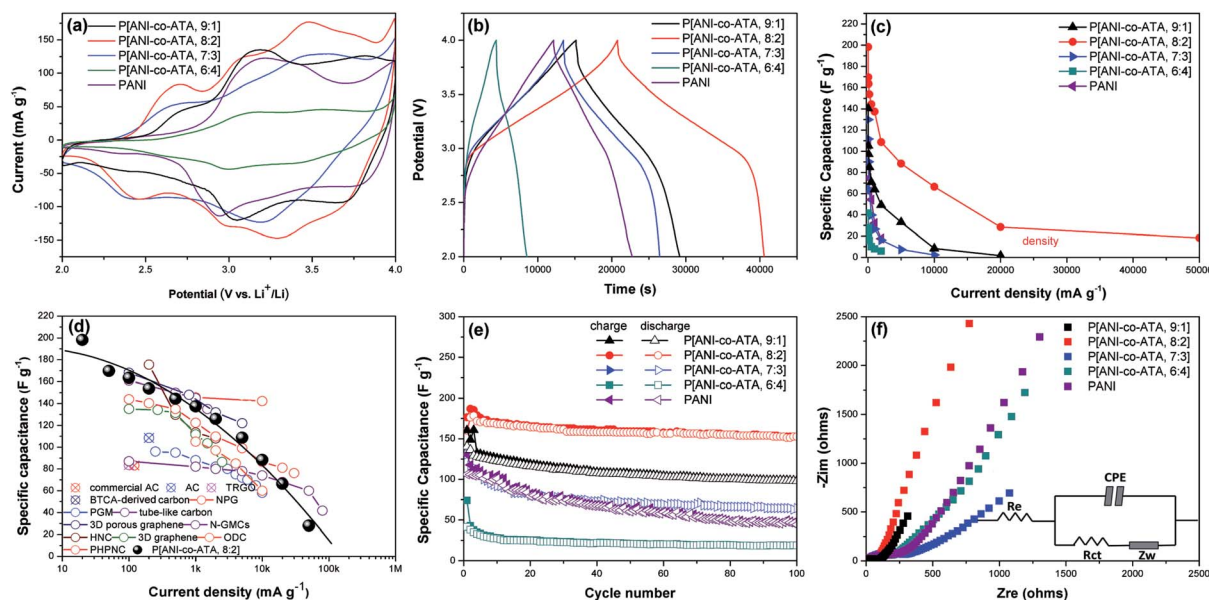 (a)
P[ANI-co-ATA, 9:1]
P[ANI-co-ATA, 8:2]
P[ANI-co-ATA, 7:3]
P[ANI-co-ATA, 6:4]
PANI
Current (mA g⁻¹)
150
100
50
0
-50
-100
-150
2.0 2.5 3.0 3.5 4.0
Potential (V vs. Li⁺/Li)
(b)
P[ANI-co-ATA, 9:1]
P[ANI-co-ATA, 8:2]
P[ANI-co-ATA, 7:3]
P[ANI-co-ATA, 6:4]
PANI
Potential (V)
4.0
3.5
3.0
2.5
2.0
0 10000 20000 30000 40000
Time (s)
(c)
P[ANI-co-ATA, 9:1]
P[ANI-co-ATA, 8:2]
P[ANI-co-ATA, 7:3]
P[ANI-co-ATA, 6:4]
PANI
Specific Capacitance (F g⁻¹)
220
200
180
160
140
120
100
80
60
40
20
0
density
0 10000 20000 30000 40000 50000
Current density (mA g⁻¹)
(d)
Specific Capacitance (F g⁻¹)
220
200
180
160
140
120
100
80
60
40
20
0
commercial AC AC TRGO
BTCA-derived carbon NPG
PGM tube-like carbon
3D porous graphene N-GMCs
HNC 3D graphene ODC
PHPNC P[ANI-co-ATA, 8:2]
10 100 1k 10k 100k 1M
Current density (mA g⁻¹)
(e)
charge discharge
P[ANI-co-ATA, 9:1]
P[ANI-co-ATA, 8:2]
P[ANI-co-ATA, 7:3]
P[ANI-co-ATA, 6:4]
PANI
Specific capacitance (F g⁻¹)
300
250
200
150
100
50
0
0 20 40 60 80 100
Cycle number
(f)
P[ANI-co-ATA, 9:1]
P[ANI-co-ATA, 8:2]
P[ANI-co-ATA, 7:3]
P[ANI-co-ATA, 6:4]
PANI
-Zim (ohms)
2500
2000
1500
1000
500
0
CPE
Re
Rct
Zw
0 500 1000 1500 2000 2500
Zre (ohms)